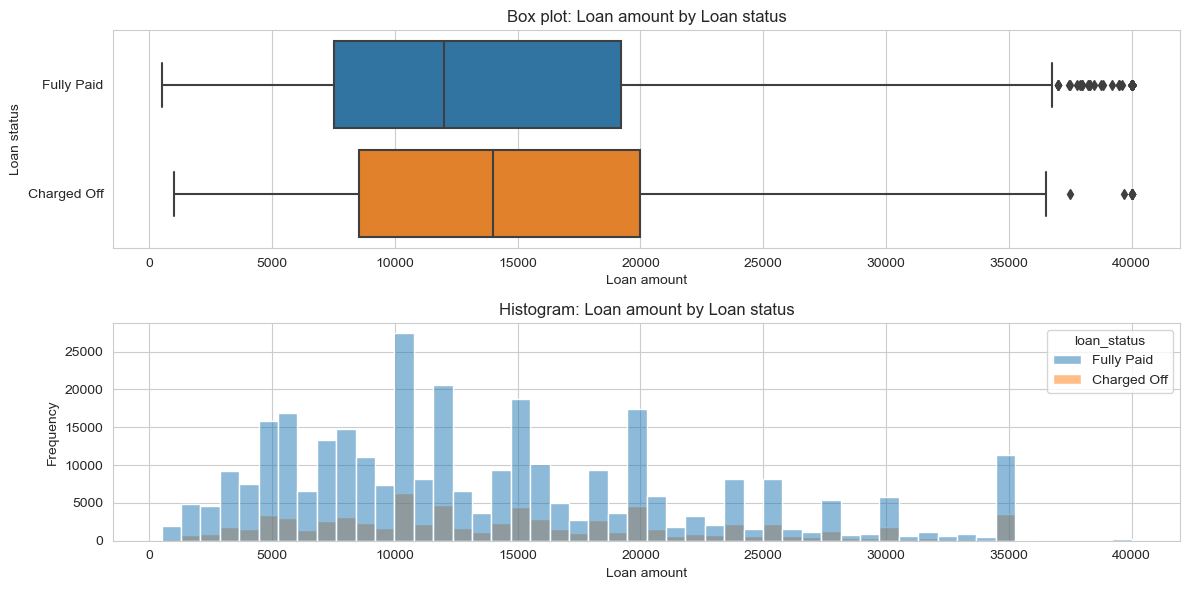 Box plot: Loan amount by Loan status
Loan status
Fully Paid
Charged Off
0 5000 10000 15000 20000 25000 30000 35000 40000
Loan amount
Histogram: Loan amount by Loan status
Frequency
25000
20000
15000
10000
5000
0
loan_status
Fully Paid
Charged Off
0 5000 10000 15000 20000 25000 30000 35000 40000
Loan amount